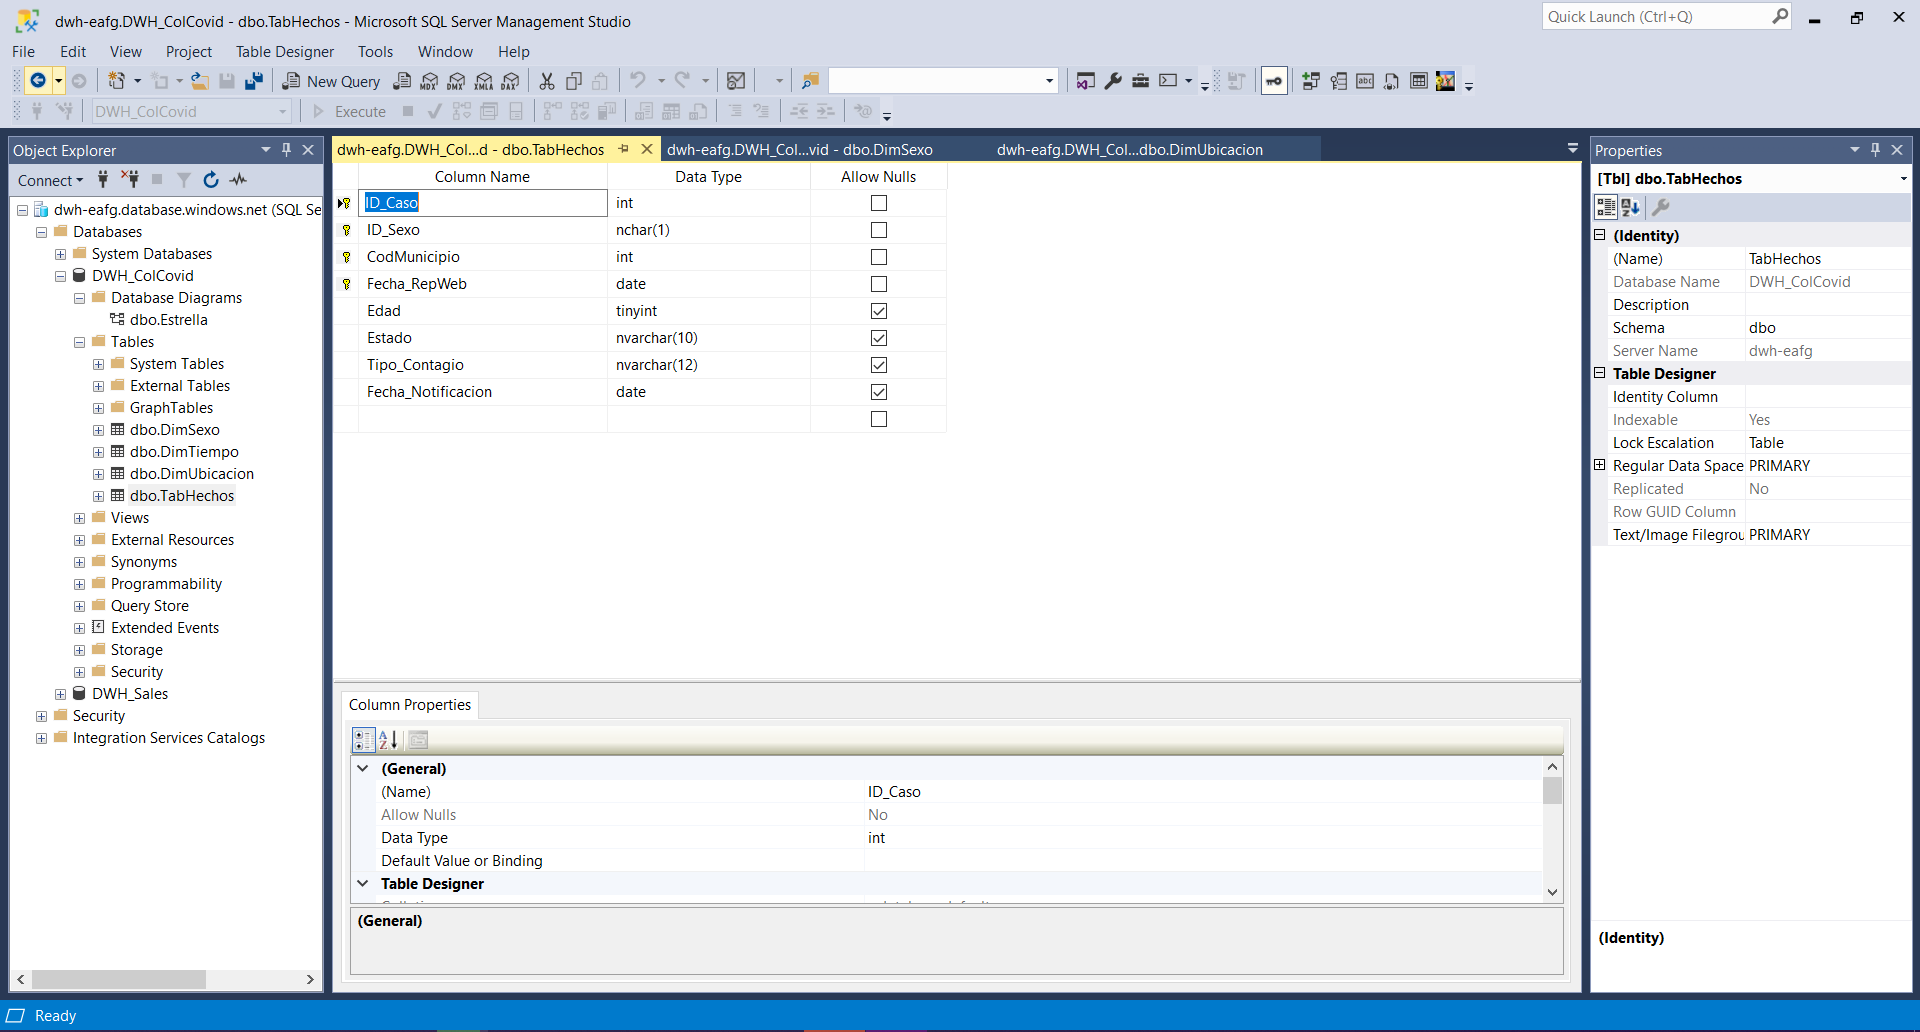 dwh-eafg.DWH_ColCovid - dbo.TabHechos - Microsoft SQL Server Management Studio
Quick Launch (Ctrl+Q)
File Edit View Project Table Designer Tools Window Help
New Query MDX DMX XMLA DAX abc
DWH_ColCovid Execute
Object Explorer
Connect
dwh-eafg.database.windows.net (SQL Se
Databases
System Databases
DWH_ColCovid
Database Diagrams
dbo.Estrella
Tables
System Tables
External Tables
GraphTables
dbo.DimSexo
dbo.DimTiempo
dbo.DimUbicacion
dbo.TabHechos
Views
External Resources
Synonyms
Programmability
Query Store
Extended Events
Storage
Security
DWH_Sales
Security
Integration Services Catalogs
dwh-eafg.DWH_Col...d - dbo.TabHechos
dwh-eafg.DWH_Col...vid - dbo.DimSexo
dwh-eafg.DWH_Col...dbo.DimUbicacion
Column Name Data Type Allow Nulls
ID_Caso int
ID_Sexo nchar(1)
CodMunicipio int
Fecha_RepWeb date
Edad tinyint
Estado nvarchar(10)
Tipo_Contagio nvarchar(12)
Fecha_Notificacion date
Column Properties
(General)
(Name) ID_Caso
Allow Nulls No
Data Type int
Default Value or Binding
Table Designer
(General)
Properties
[Tbl] dbo.TabHechos
(Identity)
(Name) TabHechos
Database Name DWH_ColCovid
Description
Schema dbo
Server Name dwh-eafg
Table Designer
Identity Column
Indexable Yes
Lock Escalation Table
Regular Data Space PRIMARY
Replicated No
Row GUID Column
Text/Image Filegrou PRIMARY
(Identity)
Ready